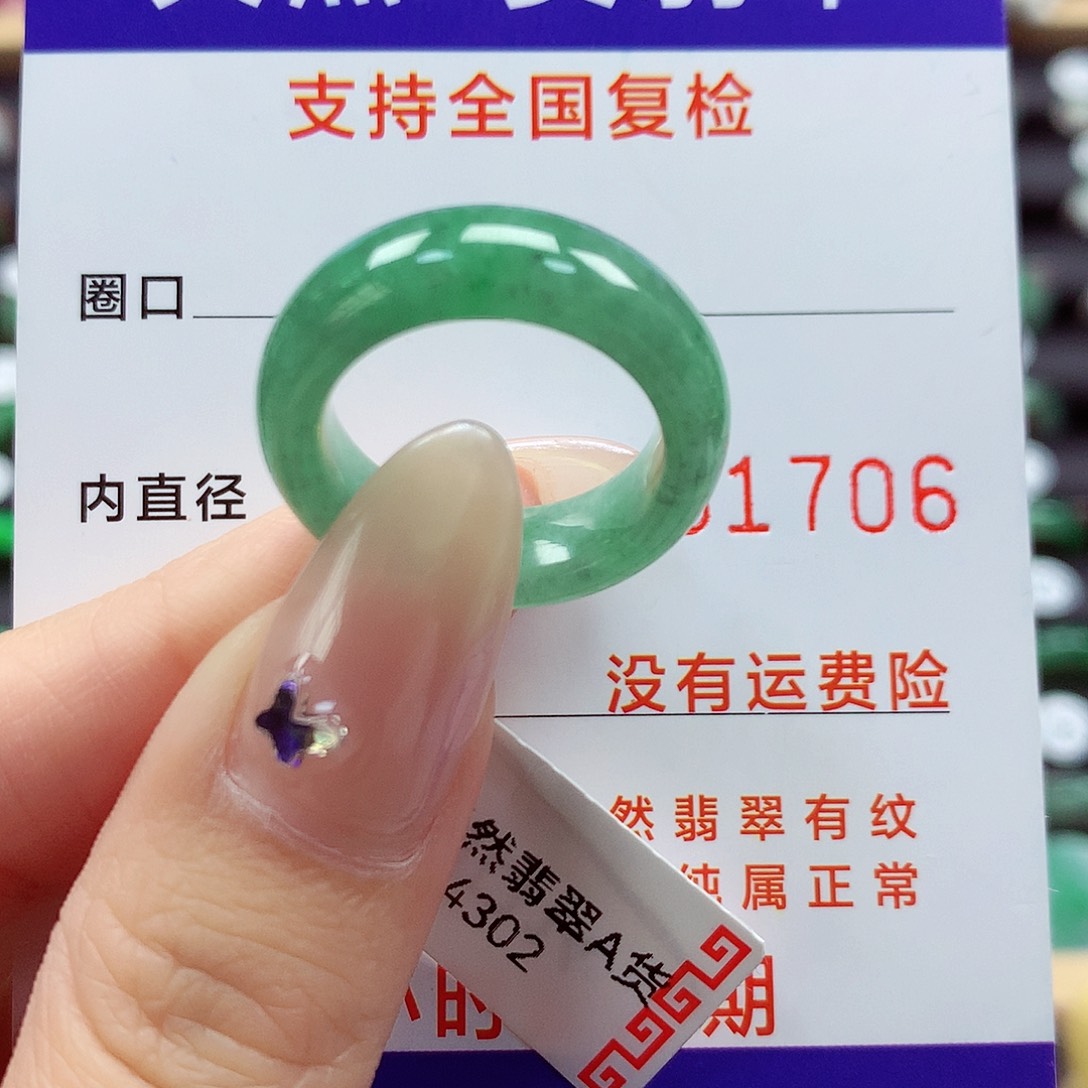 支持全国复检
圈口
内直径
1706
没有运费险
然翡翠有纹
纯属正常
然翡翠A货
4302
的
期